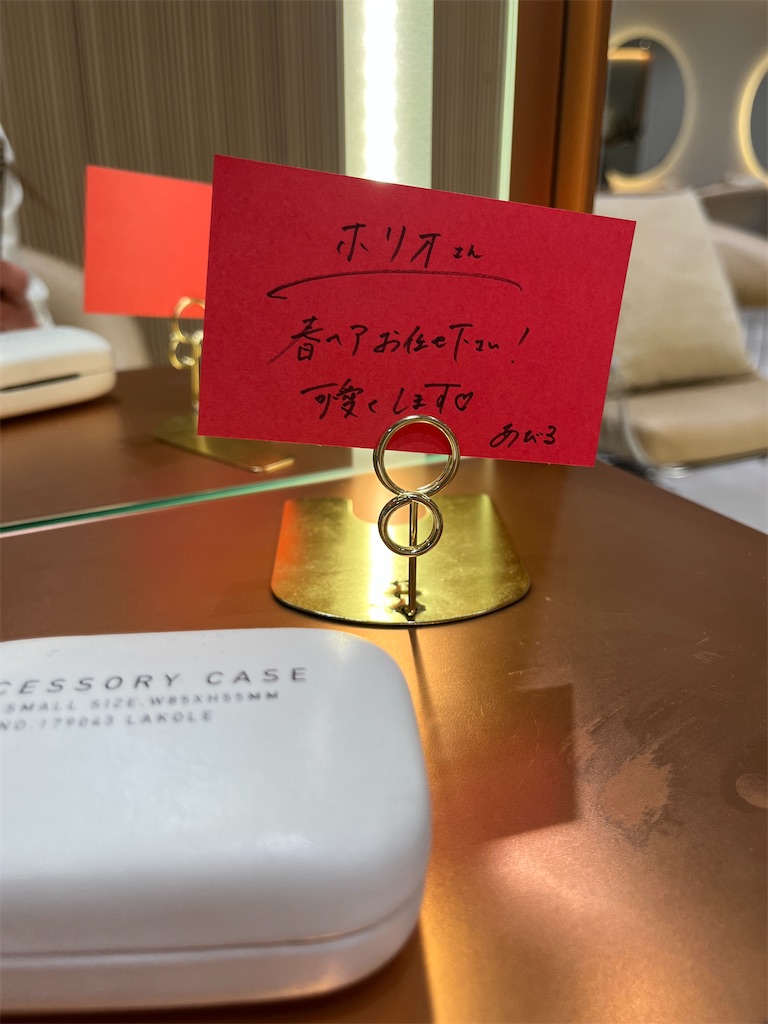 ホリオさん
春ヘアお任せ下さい!
可愛くします♡
あびる
CESSORY CASE
SMALL SIZE:W85XH55MM
NO:179043 LAKOLE